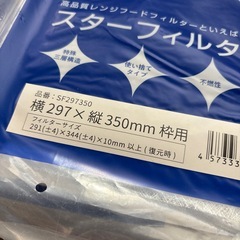 高品質レンジフードフィルターといえば
スターフィルタ
特殊
三層構造
使い捨て
タイプ
不燃性
品番：SF297350
横297×縦350mm枠用
フィルターサイズ
291(±4)×344(±4)×10mm以上(復元時)
4573331